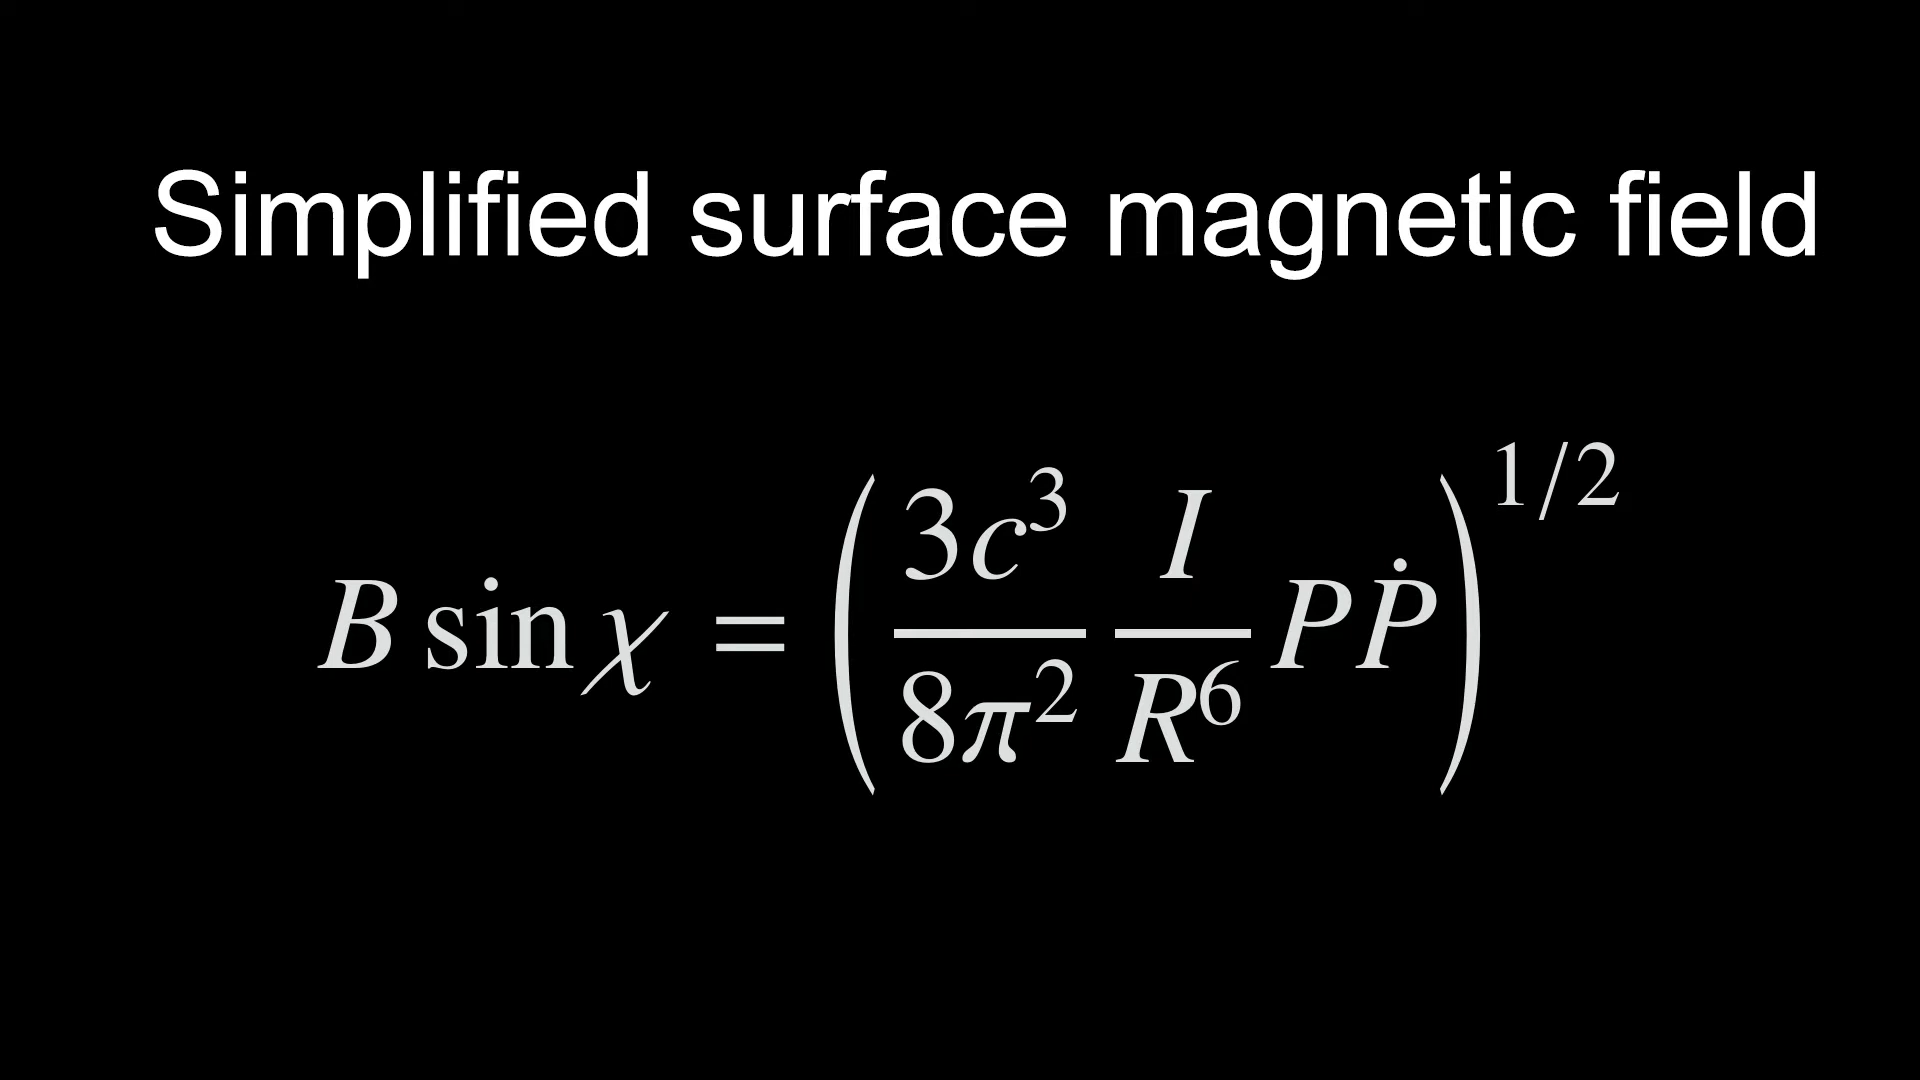 Simplified surface magnetic field
B sin χ = (3c³/8π² I/R⁶ PṖ)^1/2